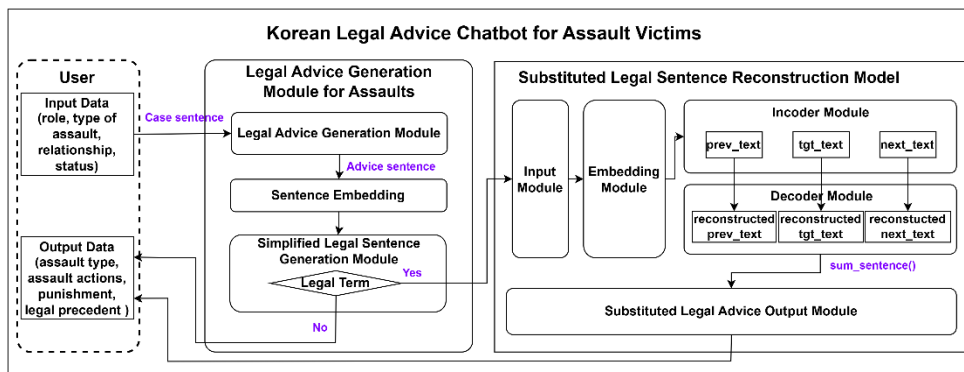 Korean Legal Advice Chatbot for Assault Victims
User
Input Data
(role, type of
assault,
relationship,
status)
Output Data
(assault type,
assault actions,
punishment,
legal precedent )
Case sentence
Legal Advice Generation
Module for Assaults
Legal Advice Generation Module
Advice sentence
Sentence Embedding
Simplified Legal Sentence
Generation Module
Legal Term
Yes
No
Substituted Legal Sentence Reconstruction Model
Input
Module
Embedding
Module
Incoder Module
prev_text
tgt_text
next_text
Decoder Module
reconstructed
prev_text
reconstructed
tgt_text
reconstucted
next_text
sum_sentence()
Substituted Legal Advice Output Module